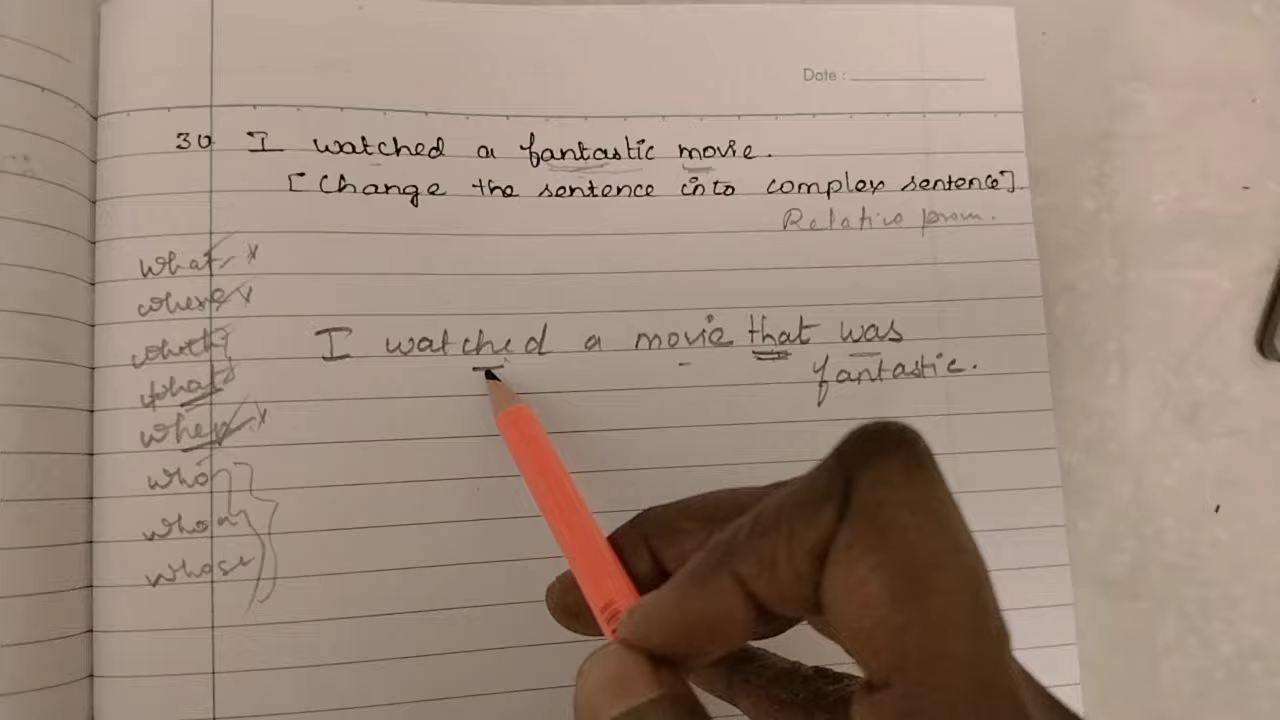 Date :
30 I watched a fantastic movie.
[Change the sentence into complex sentence]
Relative pron.
what
where
which
that
when
who
whom
whose
I watched a movie that was
fantastic.